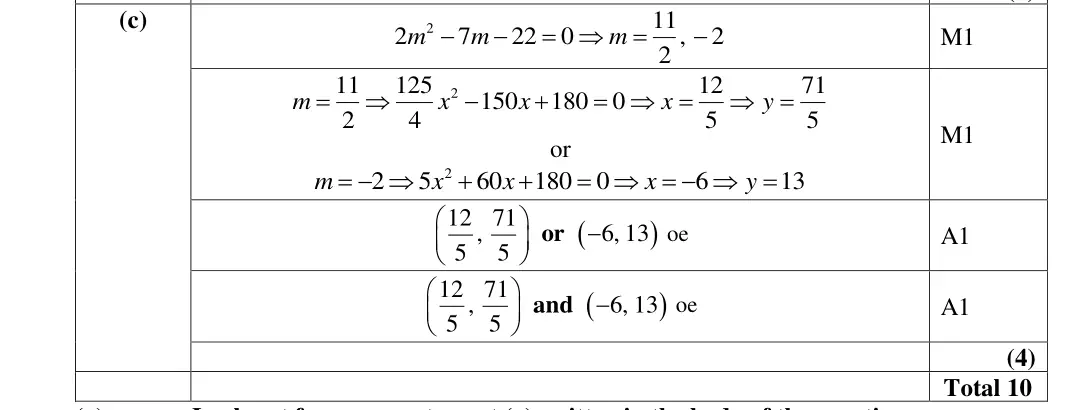 (c)
2m² − 7m − 22 = 0 ⇒ m = 11/2, − 2
M1
m = 11/2 ⇒ 125/4 x² − 150x + 180 = 0 ⇒ x = 12/5 ⇒ y = 71/5
or
m = −2 ⇒ 5x² + 60x + 180 = 0 ⇒ x = −6 ⇒ y = 13
M1
(12/5, 71/5) or (−6, 13) oe
A1
(12/5, 71/5) and (−6, 13) oe
A1
(4)
Total 10